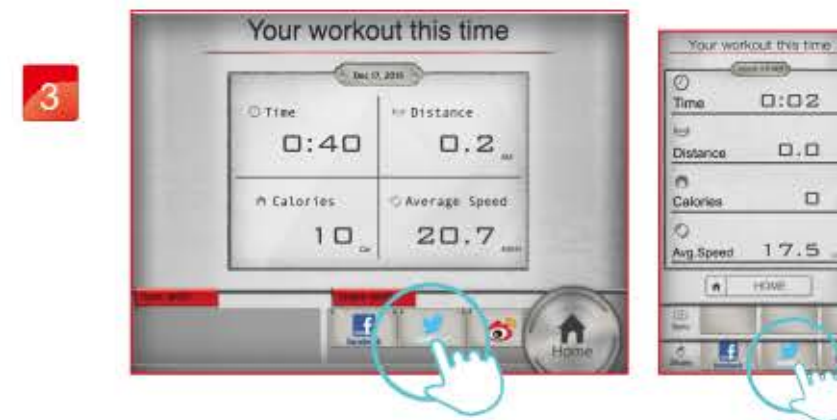 3
Your workout this time
Dec 17, 2015
Time
0:40
Distance
0.2
Calories
10
Cal
Average Speed
20.7
Home
facebook
Your workout this time
Time
0:02
Distance
0.0
Calories
0
Avg.Speed
17.5
HOME